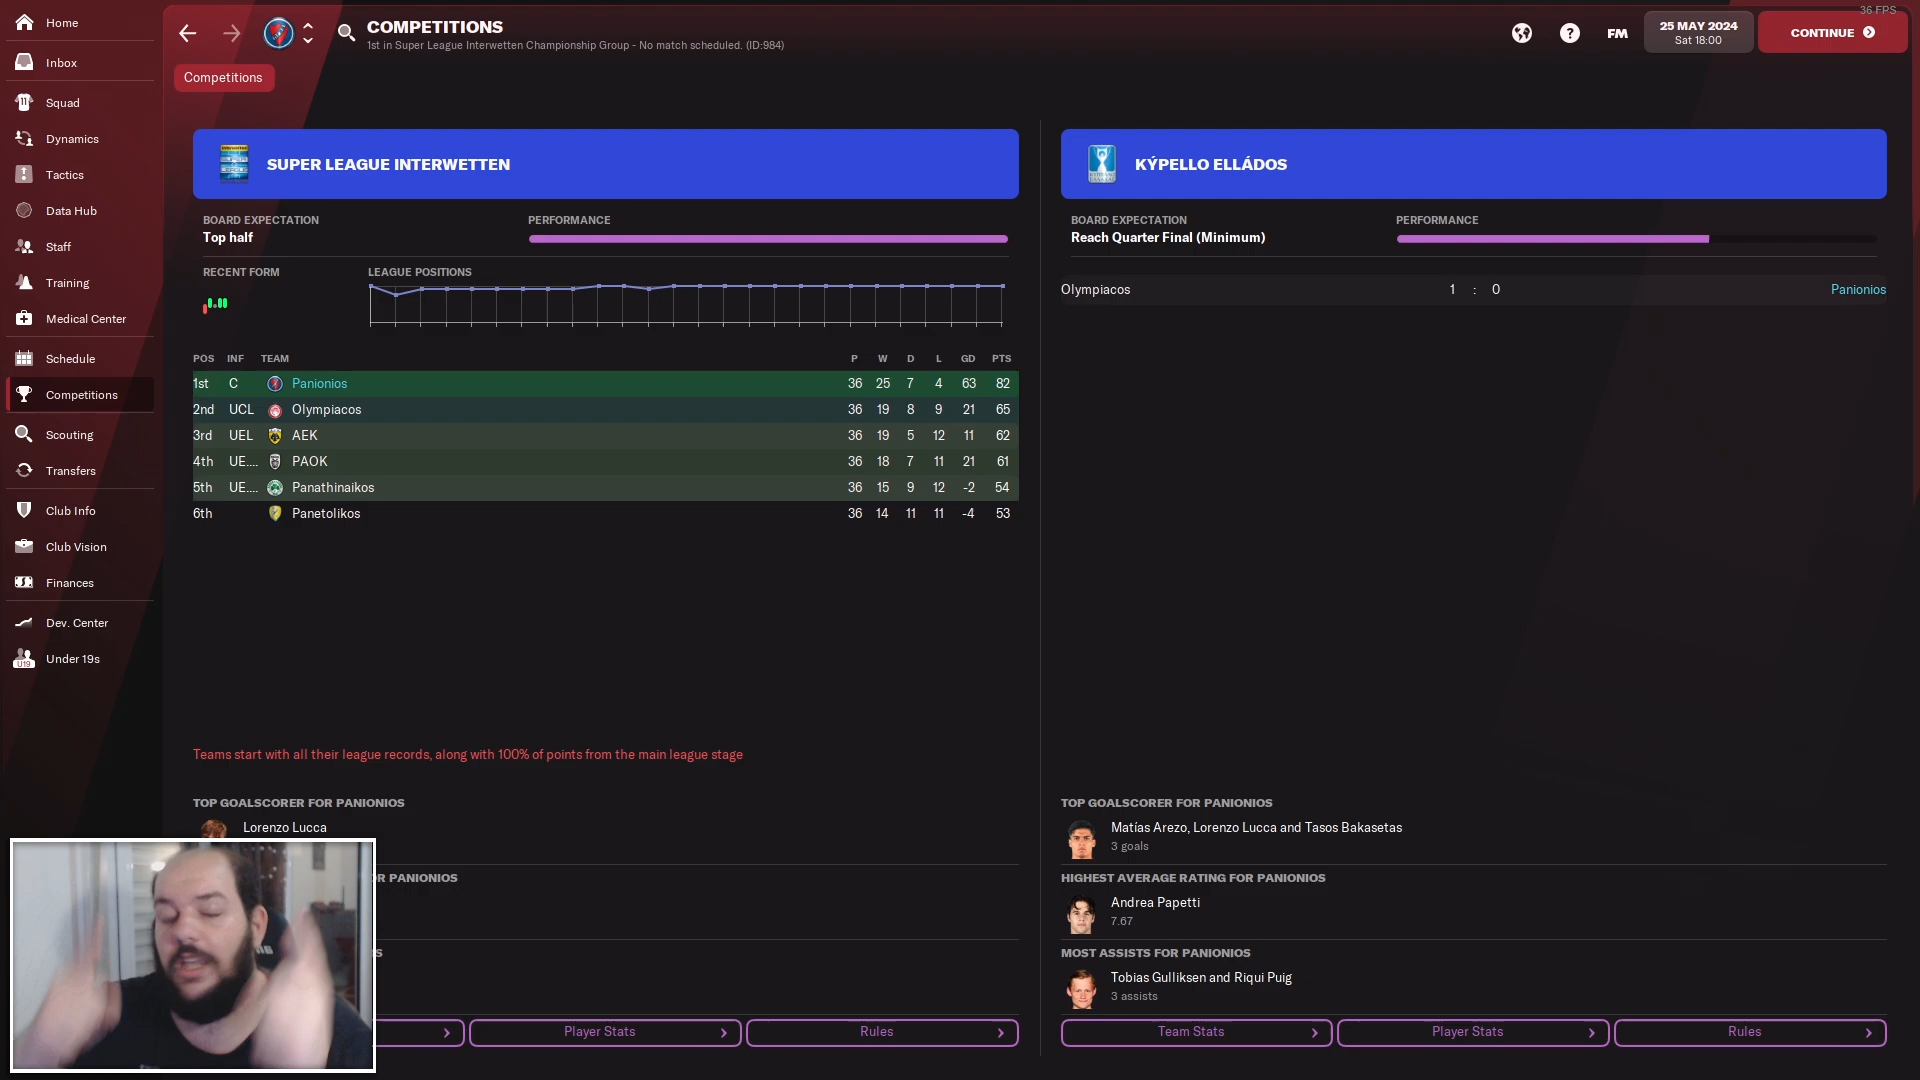 36 FPS
Home
Inbox
Squad
Dynamics
Tactics
Data Hub
Staff
Training
Medical Center
Schedule
Competitions
Scouting
Transfers
Club Info
Club Vision
Finances
Dev. Center
U19
Under 19s
COMPETITIONS
1st in Super League Interwetten Championship Group - No match scheduled. (ID:984)
?
FM
25 MAY 2024
Sat 18:00
CONTINUE
Competitions
SUPER LEAGUE INTERWETTEN
BOARD EXPECTATION
Top half
PERFORMANCE
RECENT FORM
LEAGUE POSITIONS
POS INF TEAM P W D L GD PTS
1st C Panionios 36 25 7 4 63 82
2nd UCL Olympiacos 36 19 8 9 21 65
3rd UEL AEK 36 19 5 12 11 62
4th UE.... PAOK 36 18 7 11 21 61
5th UE.... Panathinaikos 36 15 9 12 -2 54
6th Panetolikos 36 14 11 11 -4 53
Teams start with all their league records, along with 100% of points from the main league stage
TOP GOALSCORER FOR PANIONIOS
Lorenzo Lucca
R PANIONIOS
S
Player Stats
Rules
KÝPELLO ELLÁDOS
BOARD EXPECTATION
Reach Quarter Final (Minimum)
PERFORMANCE
Olympiacos 1 : 0 Panionios
TOP GOALSCORER FOR PANIONIOS
Matías Arezo, Lorenzo Lucca and Tasos Bakasetas
3 goals
HIGHEST AVERAGE RATING FOR PANIONIOS
Andrea Papetti
7.67
MOST ASSISTS FOR PANIONIOS
Tobias Gulliksen and Riqui Puig
3 assists
Team Stats
Player Stats
Rules